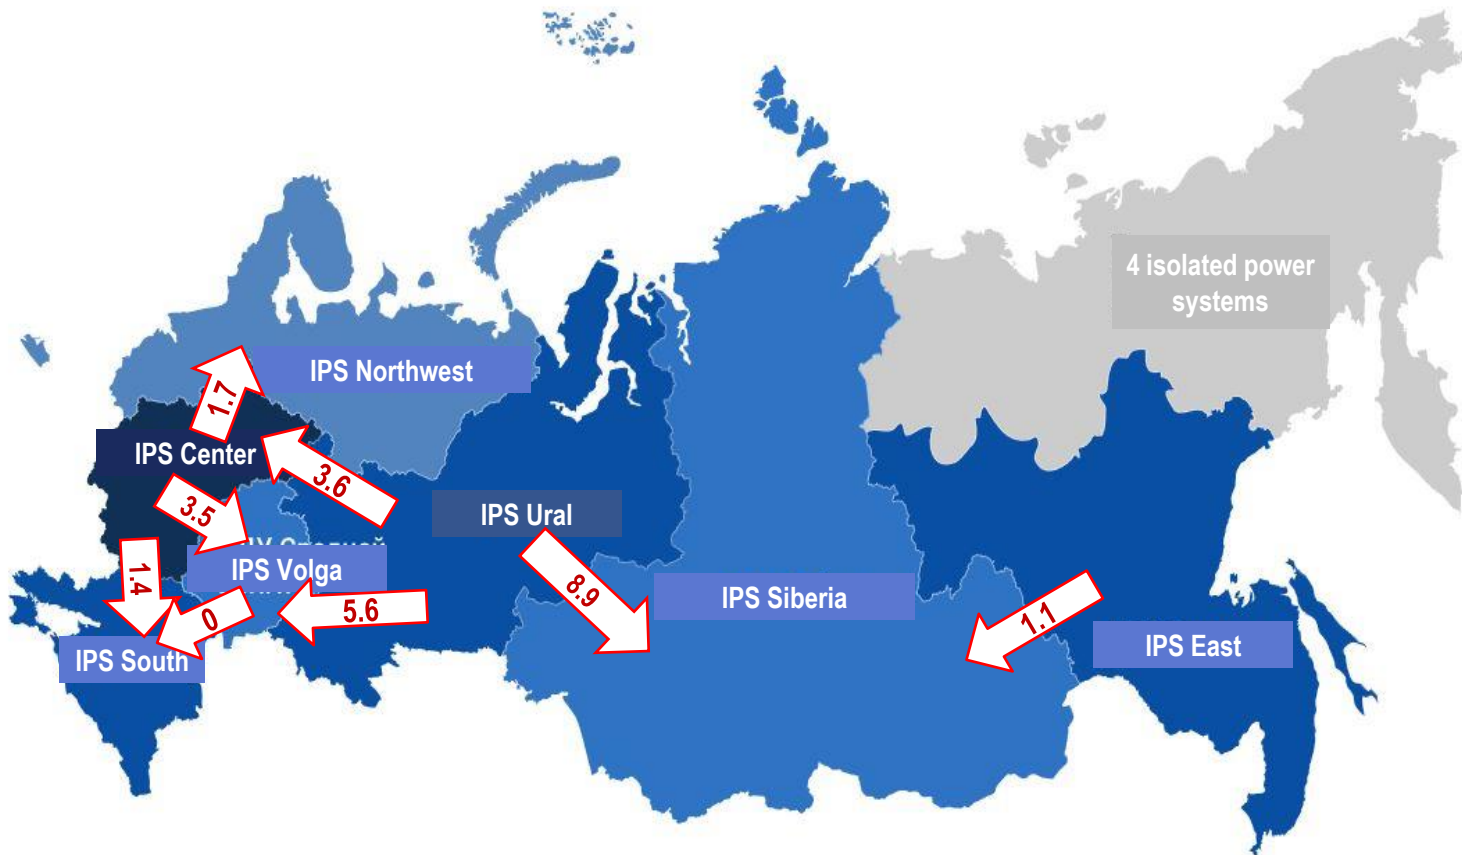 4 isolated power
systems
IPS Northwest
1.7
IPS Center
3.6
3.5
IPS Ural
IPS Volga
1.4
8.9
0
5.6
IPS Siberia
1.1
IPS South
IPS East